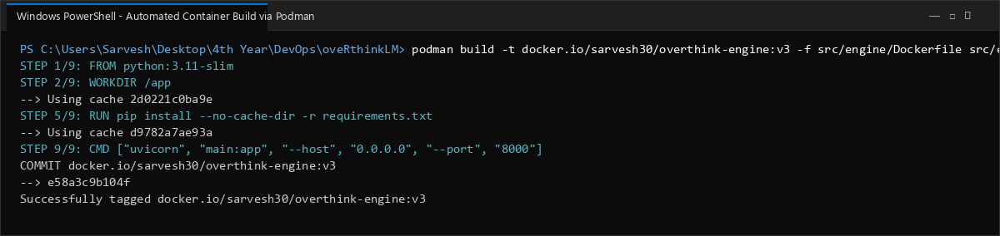 Windows PowerShell - Automated Container Build via Podman
PS C:\Users\Sarvesh\Desktop\4th Year\DevOps\oveRthinkLM> podman build -t docker.io/sarvesh30/overthink-engine:v3 -f src/engine/Dockerfile src/e
STEP 1/9: FROM python:3.11-slim
STEP 2/9: WORKDIR /app
--> Using cache 2d0221c0ba9e
STEP 5/9: RUN pip install --no-cache-dir -r requirements.txt
--> Using cache d9782a7ae93a
STEP 9/9: CMD ["uvicorn", "main:app", "--host", "0.0.0.0", "--port", "8000"]
COMMIT docker.io/sarvesh30/overthink-engine:v3
--> e58a3c9b104f
Successfully tagged docker.io/sarvesh30/overthink-engine:v3